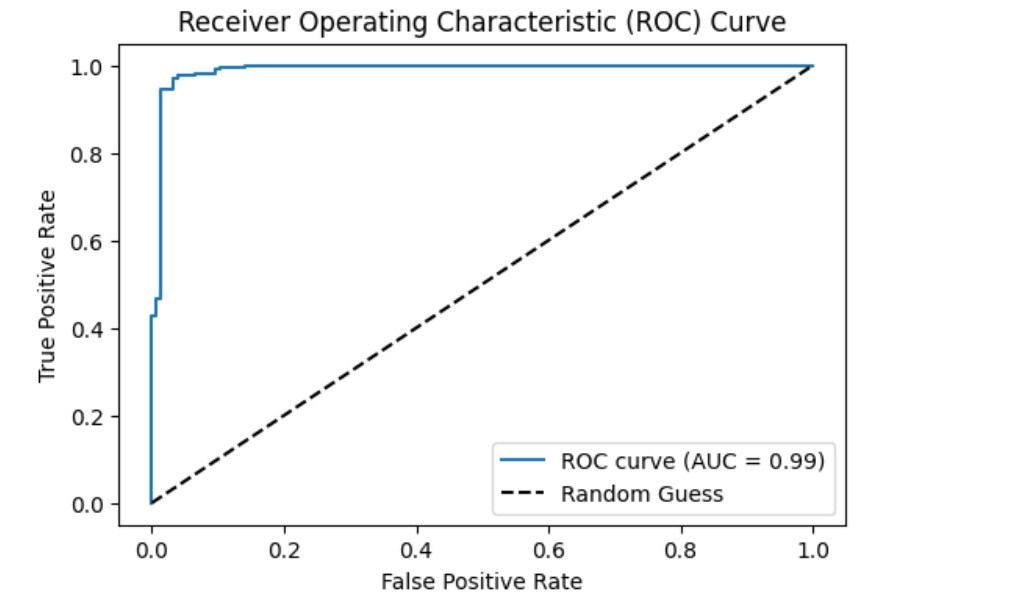 Receiver Operating Characteristic (ROC) Curve
1.0
0.8
0.6
0.4
0.2
0.0
True Positive Rate
ROC curve (AUC = 0.99)
Random Guess
0.0 0.2 0.4 0.6 0.8 1.0
False Positive Rate